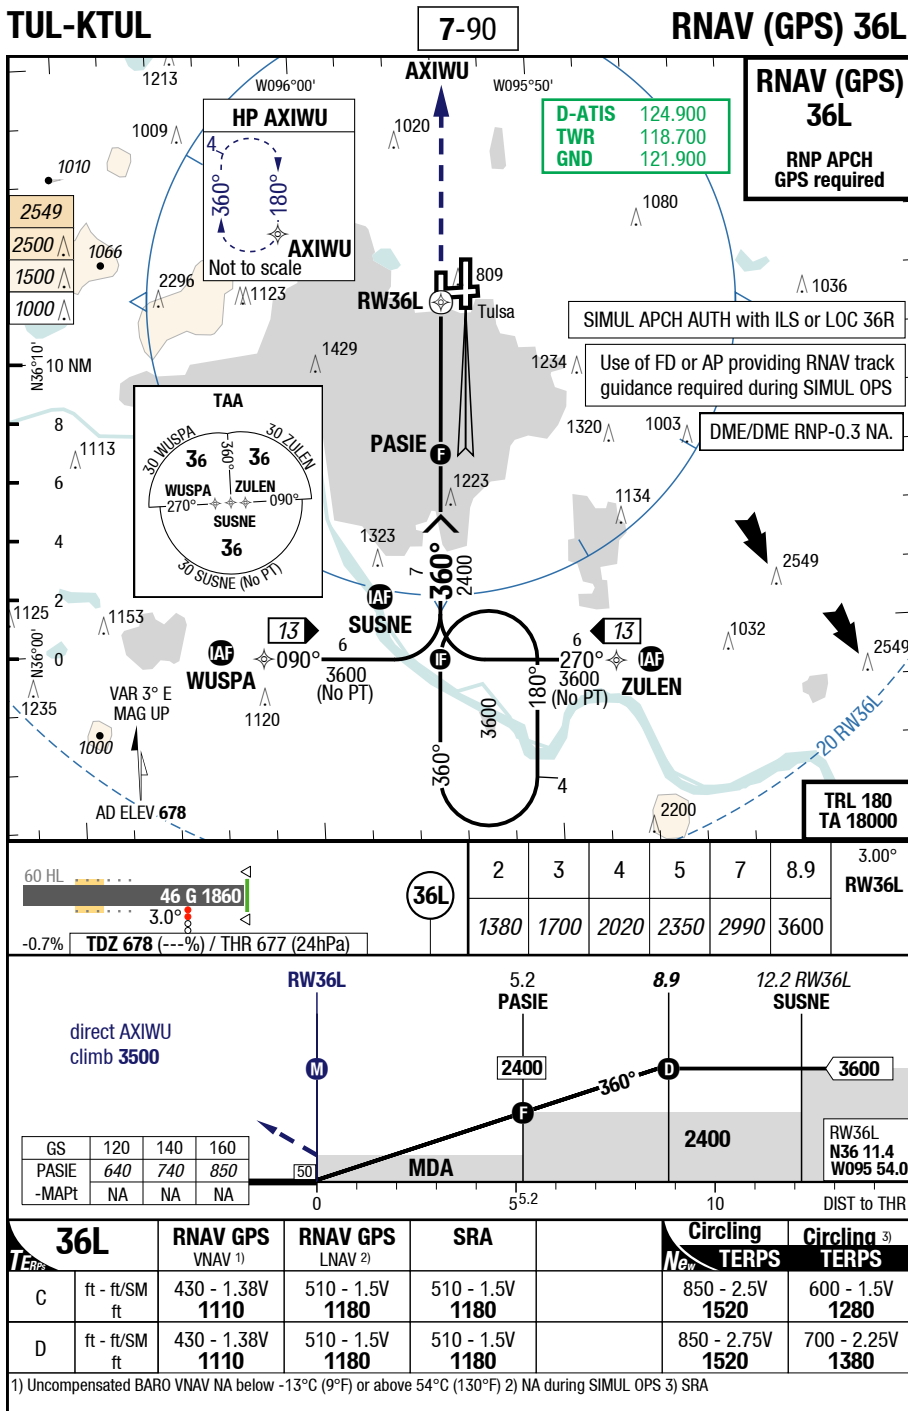 TUL-KTUL
7-90
RNAV (GPS) 36L
1213
W096°00'
AXIWU
W095°50'
RNAV (GPS)
36L
RNP APCH
GPS required
D-ATIS 124.900
TWR 118.700
GND 121.900
1009
HP AXIWU
4
360°
180°
AXIWU
Not to scale
1020
1010
1080
2549
2500
1500
1000
1066
2296
1123
809
RW36L
Tulsa
1036
SIMUL APCH AUTH with ILS or LOC 36R
N36°10'
10 NM
1429
1234
Use of FD or AP providing RNAV track
guidance required during SIMUL OPS
TAA
30 WUSPA
30 ZULEN
36
36
360°
WUSPA
ZULEN
270°
090°
SUSNE
36
30 SUSNE (No PT)
8
1113
PASIE
F
1320
1003
DME/DME RNP-0.3 NA.
6
1223
1134
4
1323
7
360°
2400
2549
2
1125
1153
IAF
SUSNE
13
13
1032
2549
N36°00'
0
IAF
WUSPA
090°
6
3600
(No PT)
IF
6
270°
3600
(No PT)
IAF
ZULEN
1235
VAR 3° E
MAG UP
1120
360°
3600
180°
4
1000
20 RW36L
AD ELEV 678
2200
TRL 180
TA 18000
60 HL
46 G 1860
3.0°
-0.7%
TDZ 678 (---%) / THR 677 (24hPa)
36L
2 3 4 5 7 8.9
3.00°
RW36L
1380 1700 2020 2350 2990 3600
RW36L
5.2
PASIE
8.9
12.2 RW36L
SUSNE
direct AXIWU
climb 3500
M
2400
360°
D
3600
F
2400
GS 120 140 160
PASIE 640 740 850
-MAPt NA NA NA
50
MDA
RW36L
N36 11.4
W095 54.0
0
5
5.2
10
DIST to THR
TERPS
36L
RNAV GPS
VNAV 1)
RNAV GPS
LNAV 2)
SRA
Circling
New TERPS
Circling 3)
TERPS
C
ft - ft/SM
ft
430 - 1.38V
1110
510 - 1.5V
1180
510 - 1.5V
1180
850 - 2.5V
1520
600 - 1.5V
1280
D
ft - ft/SM
ft
430 - 1.38V
1110
510 - 1.5V
1180
510 - 1.5V
1180
850 - 2.75V
1520
700 - 2.25V
1380
1) Uncompensated BARO VNAV NA below -13°C (9°F) or above 54°C (130°F) 2) NA during SIMUL OPS 3) SRA